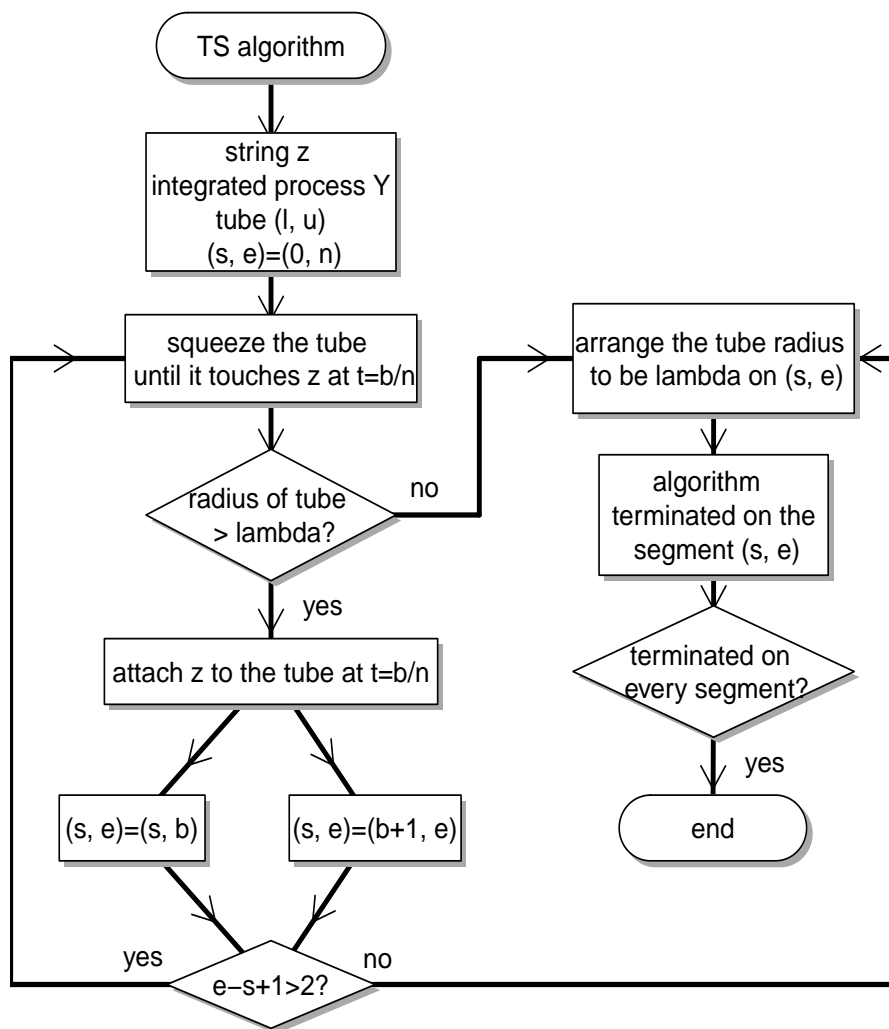 TS algorithm
string z
integrated process Y
tube (l, u)
(s, e)=(0, n)
squeeze the tube
until it touches z at t=b/n
radius of tube
> lambda?
no
yes
attach z to the tube at t=b/n
(s, e)=(s, b)
(s, e)=(b+1, e)
yes
e−s+1>2?
no
arrange the tube radius
to be lambda on (s, e)
algorithm
terminated on the
segment (s, e)
terminated on
every segment?
yes
end